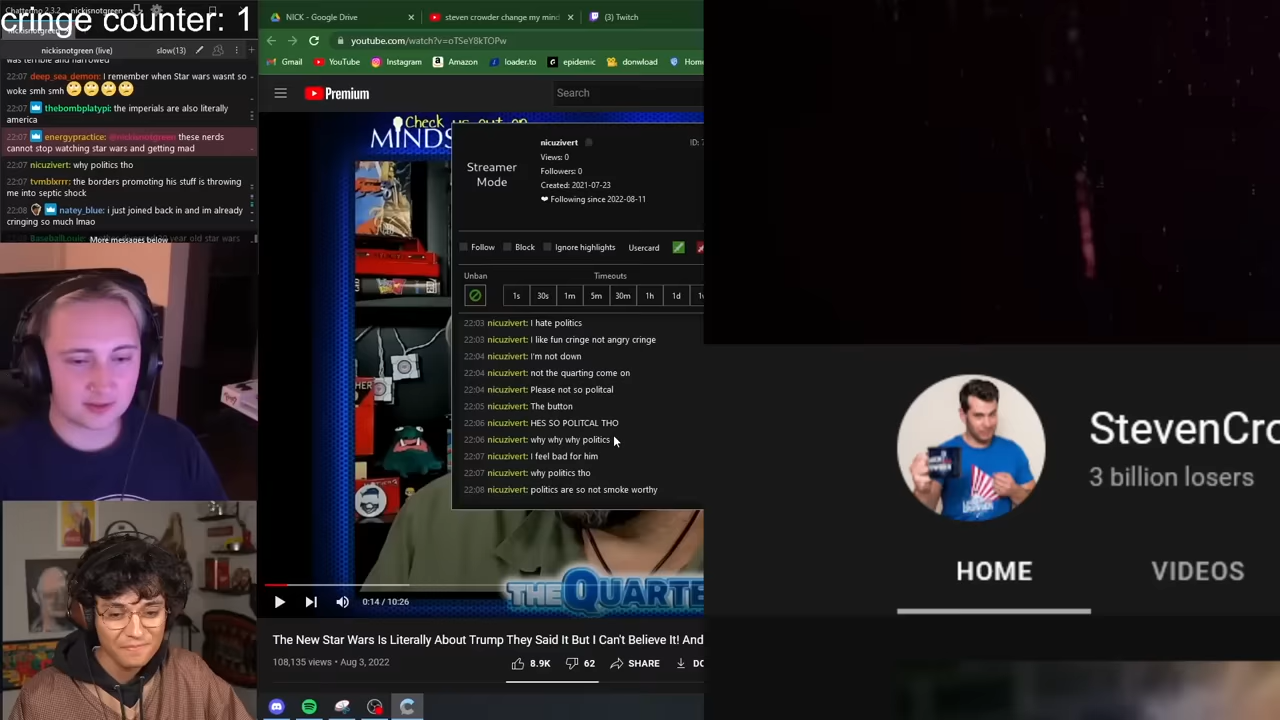 cringe counter: 1
nickisnotgreen
nickisnotgreen (live)
slow(13)
was terrible and narrowed
22:07 deep_sea_demon: I remember when Star wars wasnt so
woke smh smh
22:07 thebombplatypi: the imperials are also literally
america
22:07 energypractice: @nickisnotgreen these nerds
cannot stop watching star wars and getting mad
22:07 nicuzivert: why politics tho
22:07 tvmblxrrr: the borders promoting his stuff is throwing
me into septic shock
22:08 natey_blue: i just joined back in and im already
cringing so much lmao
More messages below
NICK - Google Drive
steven crowder change my mind
(3) Twitch
youtube.com/watch?v=oTSeY8kTOPw
Gmail
YouTube
Instagram
Amazon
loader.to
epidemic
donwload
Home
Premium
Search
Check us out on
MINDS
Streamer
Mode
nicuzivert
ID: 7
Views: 0
Followers: 0
Created: 2021-07-23
❤ Following since 2022-08-11
Follow
Block
Ignore highlights
Usercard
Unban
Timeouts
1s
30s
1m
5m
30m
1h
1d
22:03 nicuzivert: I hate politics
22:03 nicuzivert: I like fun cringe not angry cringe
22:04 nicuzivert: I'm not down
22:04 nicuzivert: not the quarting come on
22:04 nicuzivert: Please not so politcal
22:05 nicuzivert: The button
22:06 nicuzivert: HES SO POLITCAL THO
22:06 nicuzivert: why why why politics
22:07 nicuzivert: I feel bad for him
22:07 nicuzivert: why politics tho
22:08 nicuzivert: politics are so not smoke worthy
THEQUARTE
0:14 / 10:26
The New Star Wars Is Literally About Trump They Said It But I Can't Believe It! And
108,135 views • Aug 3, 2022
8.9K
62
SHARE
DO
StevenCro
3 billion losers
HOME
VIDEOS